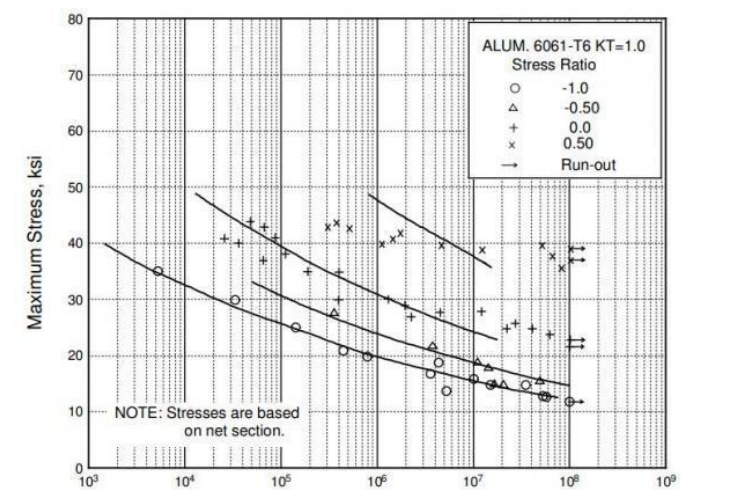 80
70
60
50
40
30
20
10
0
Maximum Stress, ksi
ALUM. 6061-T6 KT=1.0
Stress Ratio
-1.0
-0.50
0.0
0.50
Run-out
NOTE: Stresses are based
on net section.
10³ 10⁴ 10⁵ 10⁶ 10⁷ 10⁸ 10⁹